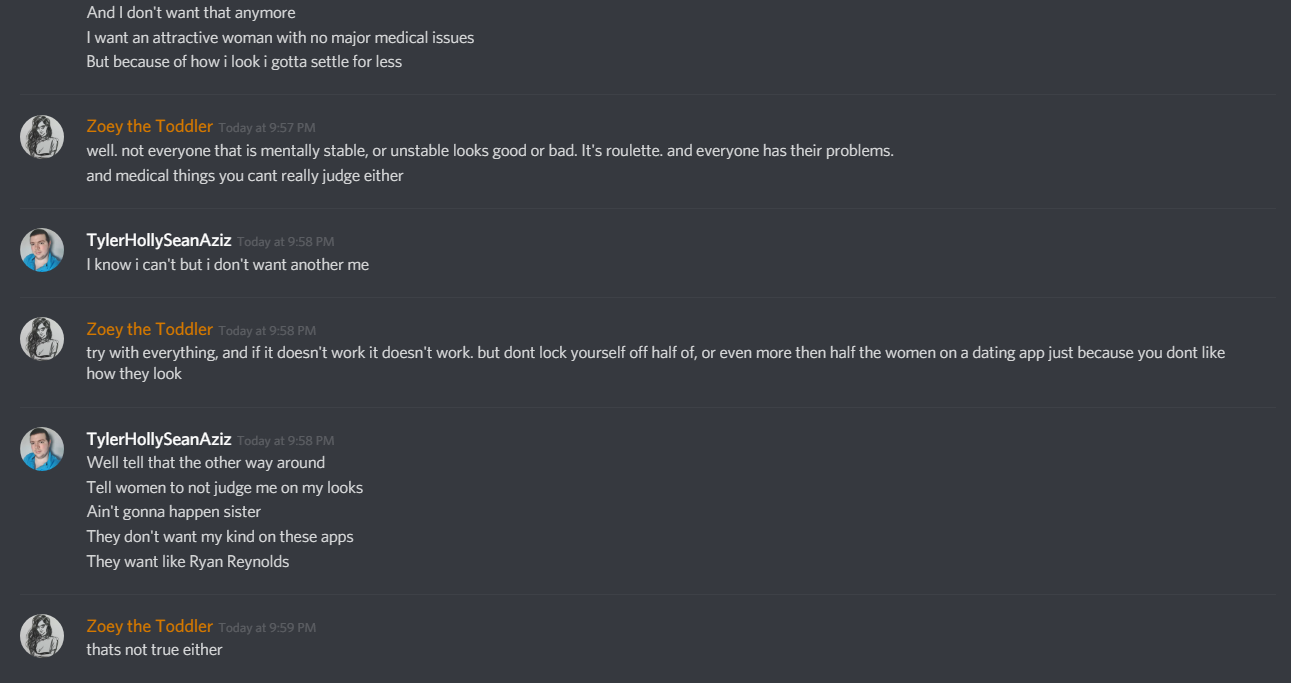 And I don't want that anymore
I want an attractive woman with no major medical issues
But because of how i look i gotta settle for less
Zoey the Toddler Today at 9:57 PM
well. not everyone that is mentally stable, or unstable looks good or bad. It's roulette. and everyone has their problems.
and medical things you cant really judge either
TylerHollySeanAziz Today at 9:58 PM
I know i can't but i don't want another me
Zoey the Toddler Today at 9:58 PM
try with everything, and if it doesn't work it doesn't work. but dont lock yourself off half of, or even more then half the women on a dating app just because you dont like
how they look
TylerHollySeanAziz Today at 9:58 PM
Well tell that the other way around
Tell women to not judge me on my looks
Ain't gonna happen sister
They don't want my kind on these apps
They want like Ryan Reynolds
Zoey the Toddler Today at 9:59 PM
thats not true either